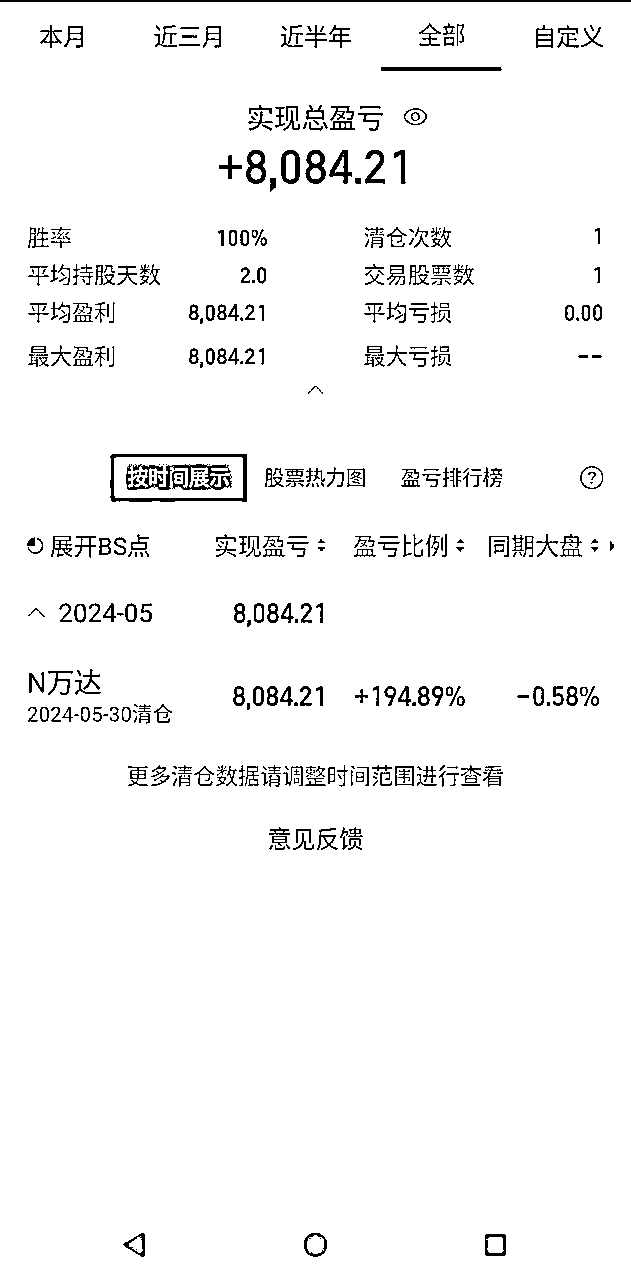 本月 近三月 近半年 全部 自定义
实现总盈亏
+8,084.21
胜率 100% 清仓次数 1
平均持股天数 2.0 交易股票数 1
平均盈利 8,084.21 平均亏损 0.00
最大盈利 8,084.21 最大亏损 --
按时间展示 股票热力图 盈亏排行榜 ?
展开BS点 实现盈亏 盈亏比例 同期大盘
2024-05 8,084.21
N万达 8,084.21 +194.89% -0.58%
2024-05-30清仓
更多清仓数据请调整时间范围进行查看
意见反馈